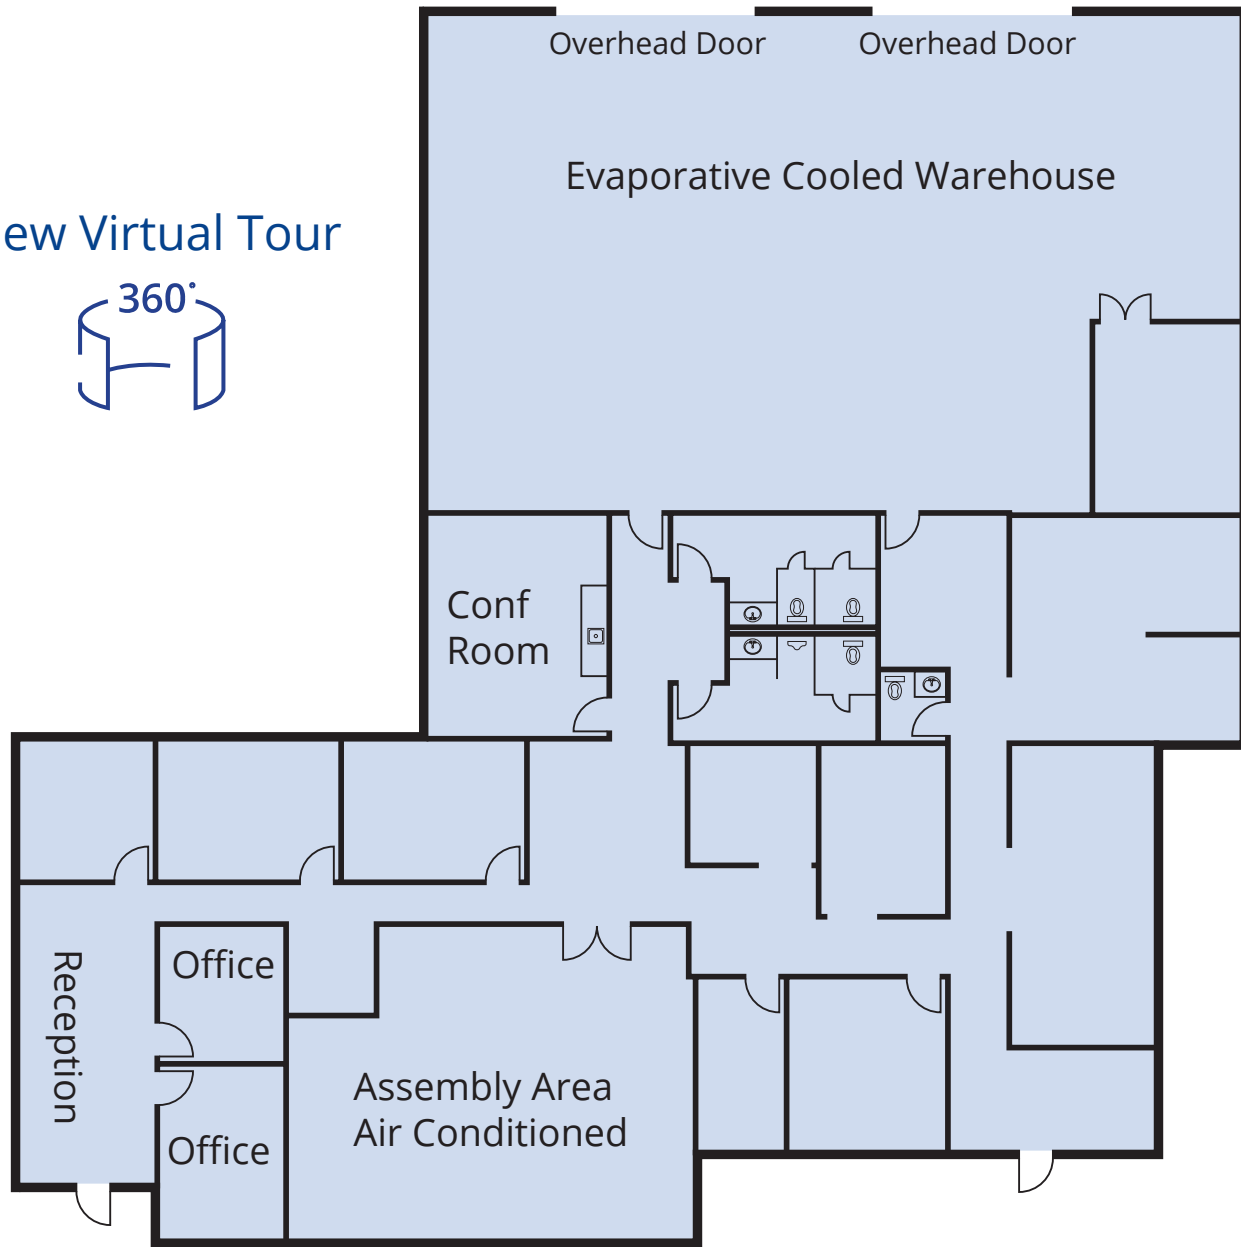 Overhead Door
Overhead Door
Evaporative Cooled Warehouse
ew Virtual Tour
360°
Conf
Room
Office
Reception
Assembly Area
Air Conditioned
Office